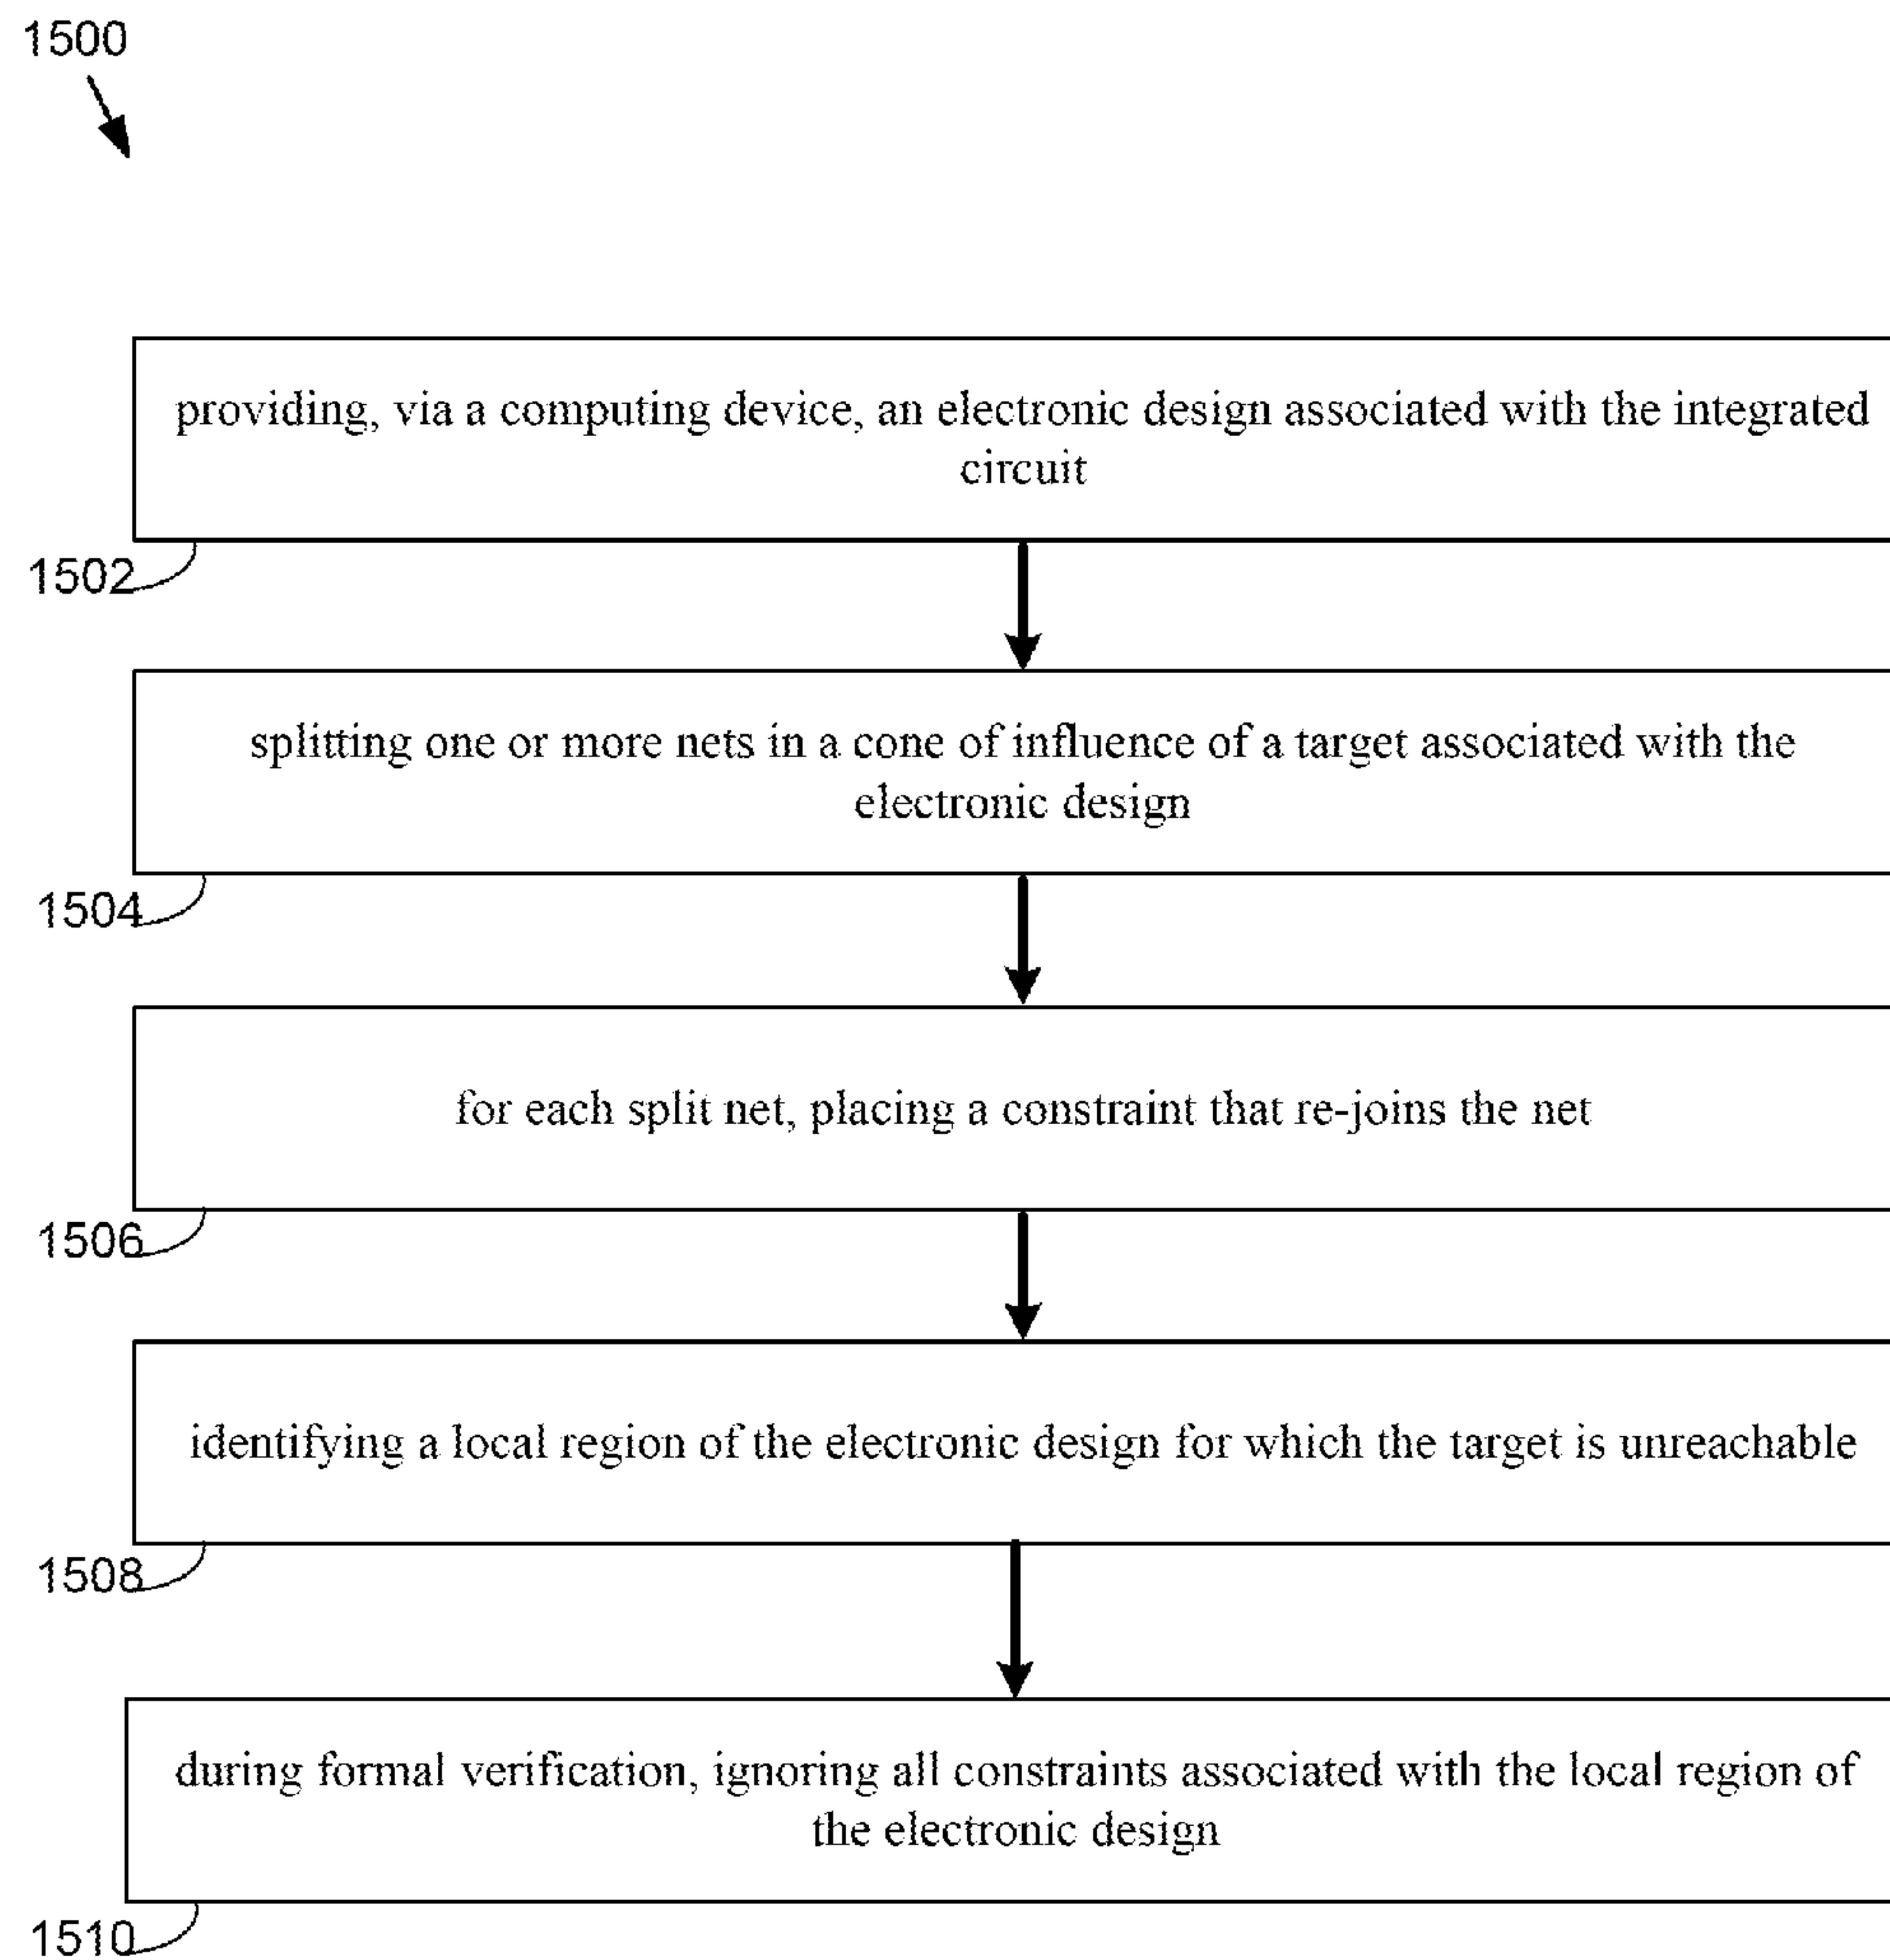 1500
providing, via a computing device, an electronic design associated with the integrated
circuit
1502
splitting one or more nets in a cone of influence of a target associated with the
electronic design
1504
for each split net, placing a constraint that re-joins the net
1506
identifying a local region of the electronic design for which the target is unreachable
1508
during formal verification, ignoring all constraints associated with the local region of
the electronic design
1510